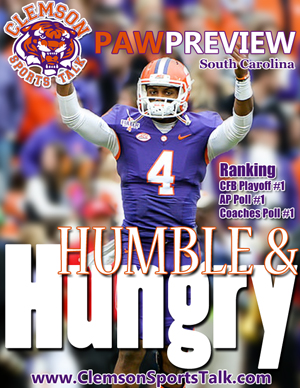 CLEMSON
SPORTS TALK
PAWPREVIEW
South Carolina
4
Ranking
CFB Playoff #1
AP Poll #1
Coaches Poll #1
HUMBLE &
Hungry
www.ClemsonSportsTalk.com